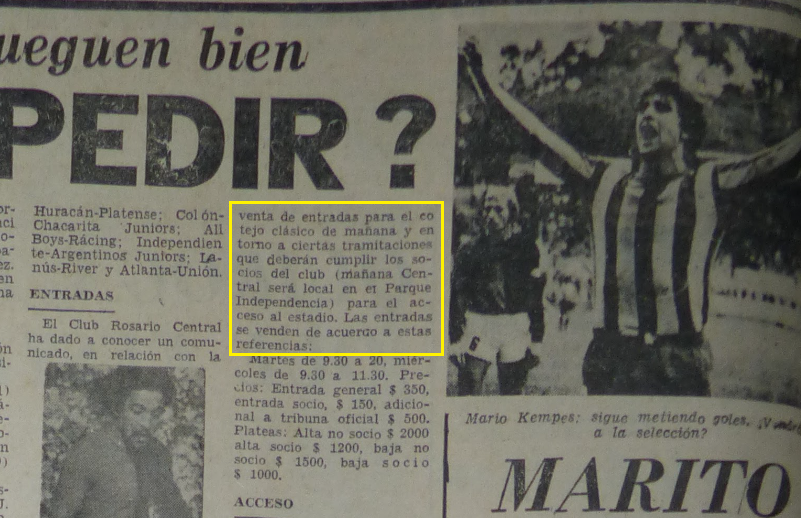 ueguen bien
PEDIR?
Huracán-Platense; Colón-
Chacarita Juniors; All
Boys-Rácing; Independien
te-Argentinos Juniors; La-
nús-River y Atlanta-Unión.
ENTRADAS
El Club Rosario Central
ha dado a conocer un comu-
nicado, en relación con la
venta de entradas para el co
tejo clásico de mañana y en
torno a ciertas tramitaciones
que deberán cumplir los so-
cios del club (mañana Cen-
tral será local en et Parque
Independencia) para el ac-
ceso al estadio. Las entradas
se venden de acuergo a estas
referencias:
Martes de 9.30 a 20, miér-
coles de 9.30 a 11.30. Pre-
cios: Entrada general $ 350,
entrada socio, $ 150, adicio-
nal a tribuna oficial $ 500.
Plateas: Alta no socio $ 2000
alta socio $ 1200, baja no
socio $ 1500, baja socio
$ 1000.
ACCESO
6
Mario Kempes: sigue metiendo goles.
a la selección?
MARITO